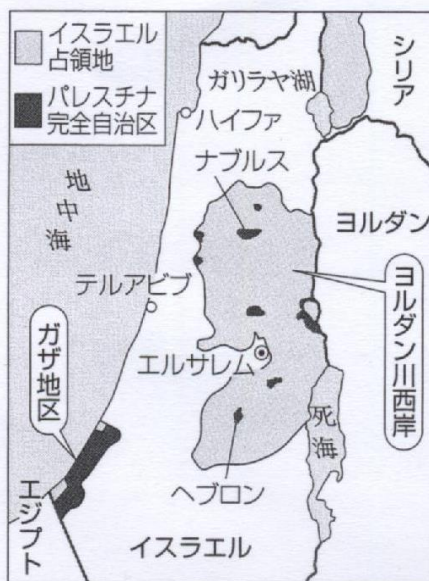 イスラエル
占領地
パレスチナ
完全自治区
シリア
ガリラヤ湖
ハイファ
ナブルス
地中海
ヨルダン
テルアビブ
ヨルダン川西岸
ガザ地区
エルサレム
死海
ヘブロン
エジプト
イスラエル